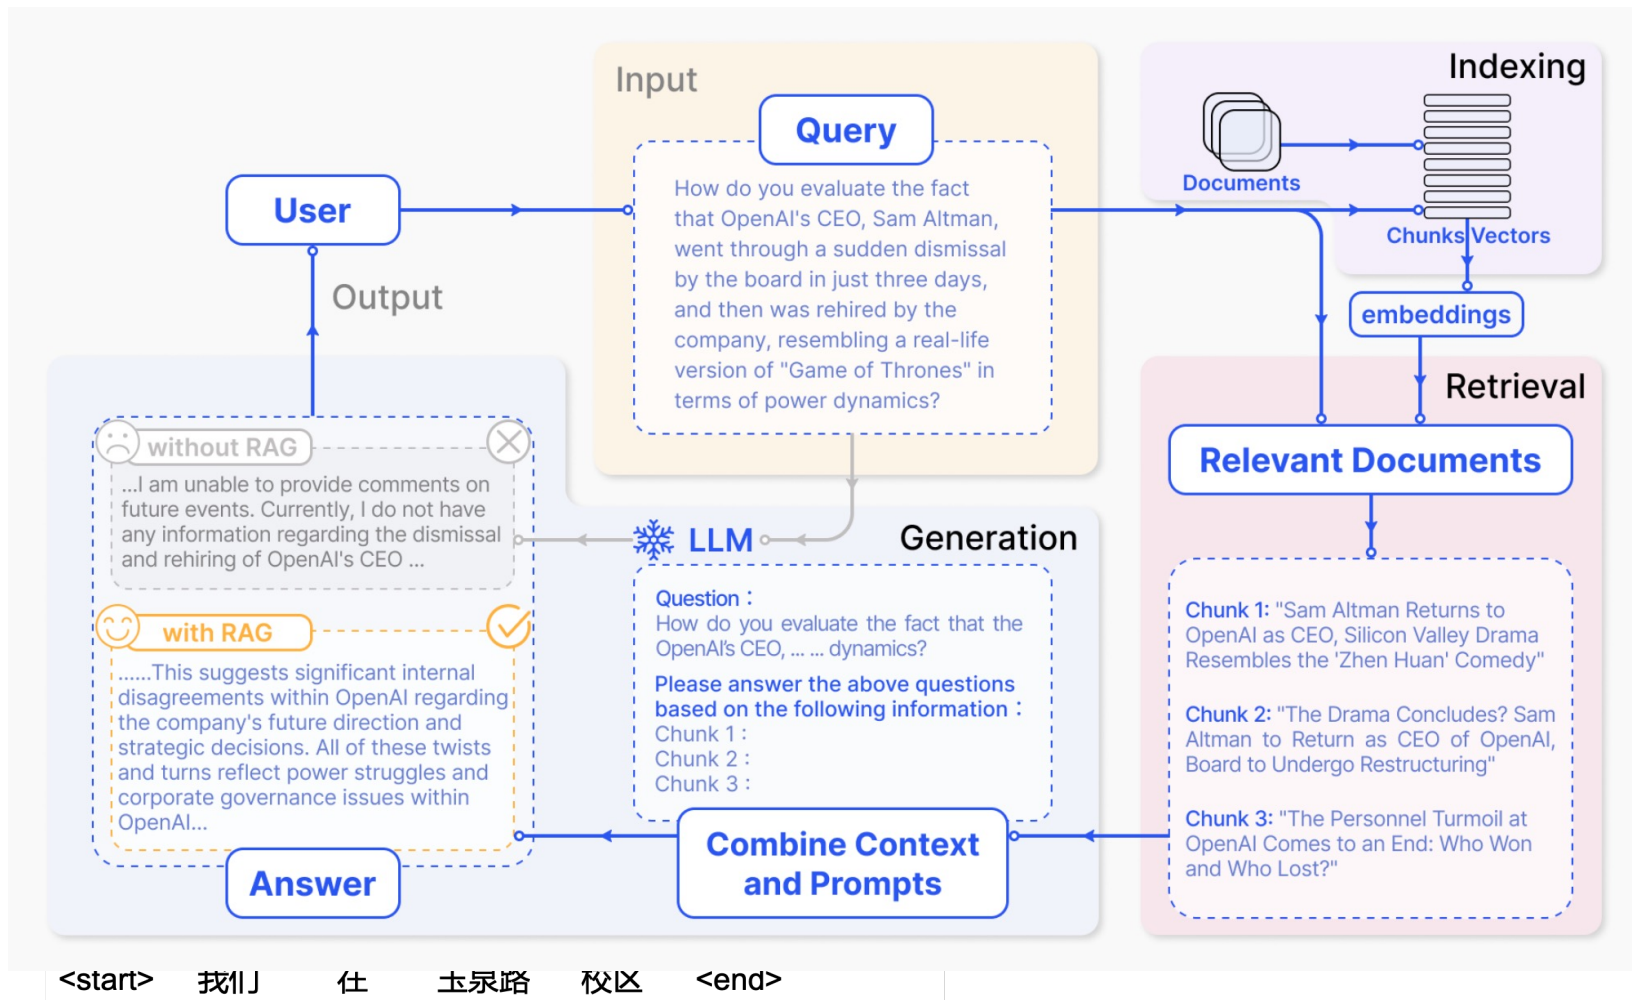 Input
Query
How do you evaluate the fact
that OpenAI's CEO, Sam Altman,
went through a sudden dismissal
by the board in just three days,
and then was rehired by the
company, resembling a real-life
version of "Game of Thrones" in
terms of power dynamics?
Indexing
Documents
Chunks Vectors
embeddings
User
Output
Retrieval
Relevant Documents
Chunk 1: "Sam Altman Returns to
OpenAI as CEO, Silicon Valley Drama
Resembles the 'Zhen Huan' Comedy"
Chunk 2: "The Drama Concludes? Sam
Altman to Return as CEO of OpenAI,
Board to Undergo Restructuring"
Chunk 3: "The Personnel Turmoil at
OpenAI Comes to an End: Who Won
and Who Lost?"
Generation
LLM
Question :
How do you evaluate the fact that the
OpenAI's CEO, ... ... dynamics?
Please answer the above questions
based on the following information :
Chunk 1 :
Chunk 2 :
Chunk 3 :
Combine Context
and Prompts
without RAG
...I am unable to provide comments on
future events. Currently, I do not have
any information regarding the dismissal
and rehiring of OpenAI's CEO ...
with RAG
......This suggests significant internal
disagreements within OpenAI regarding
the company's future direction and
strategic decisions. All of these twists
and turns reflect power struggles and
corporate governance issues within
OpenAI...
Answer
<start> 我们 在 玉泉路 校区 <end>